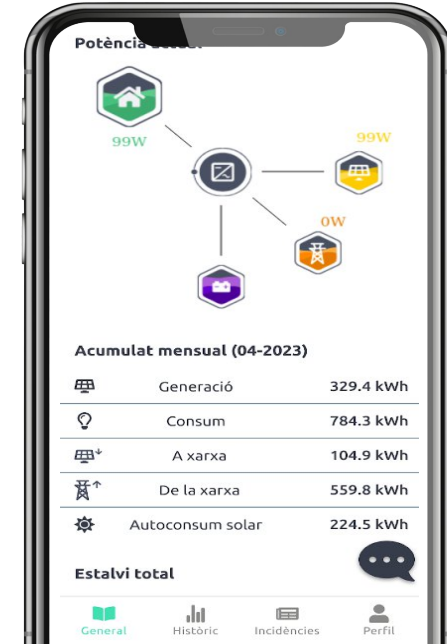 Potència
99W
99W
0W
Acumulat mensual (04-2023)
Generació 329.4 kWh
Consum 784.3 kWh
A xarxa 104.9 kWh
De la xarxa 559.8 kWh
Autoconsum solar 224.5 kWh
Estalvi total
General Històric Incidències Perfil